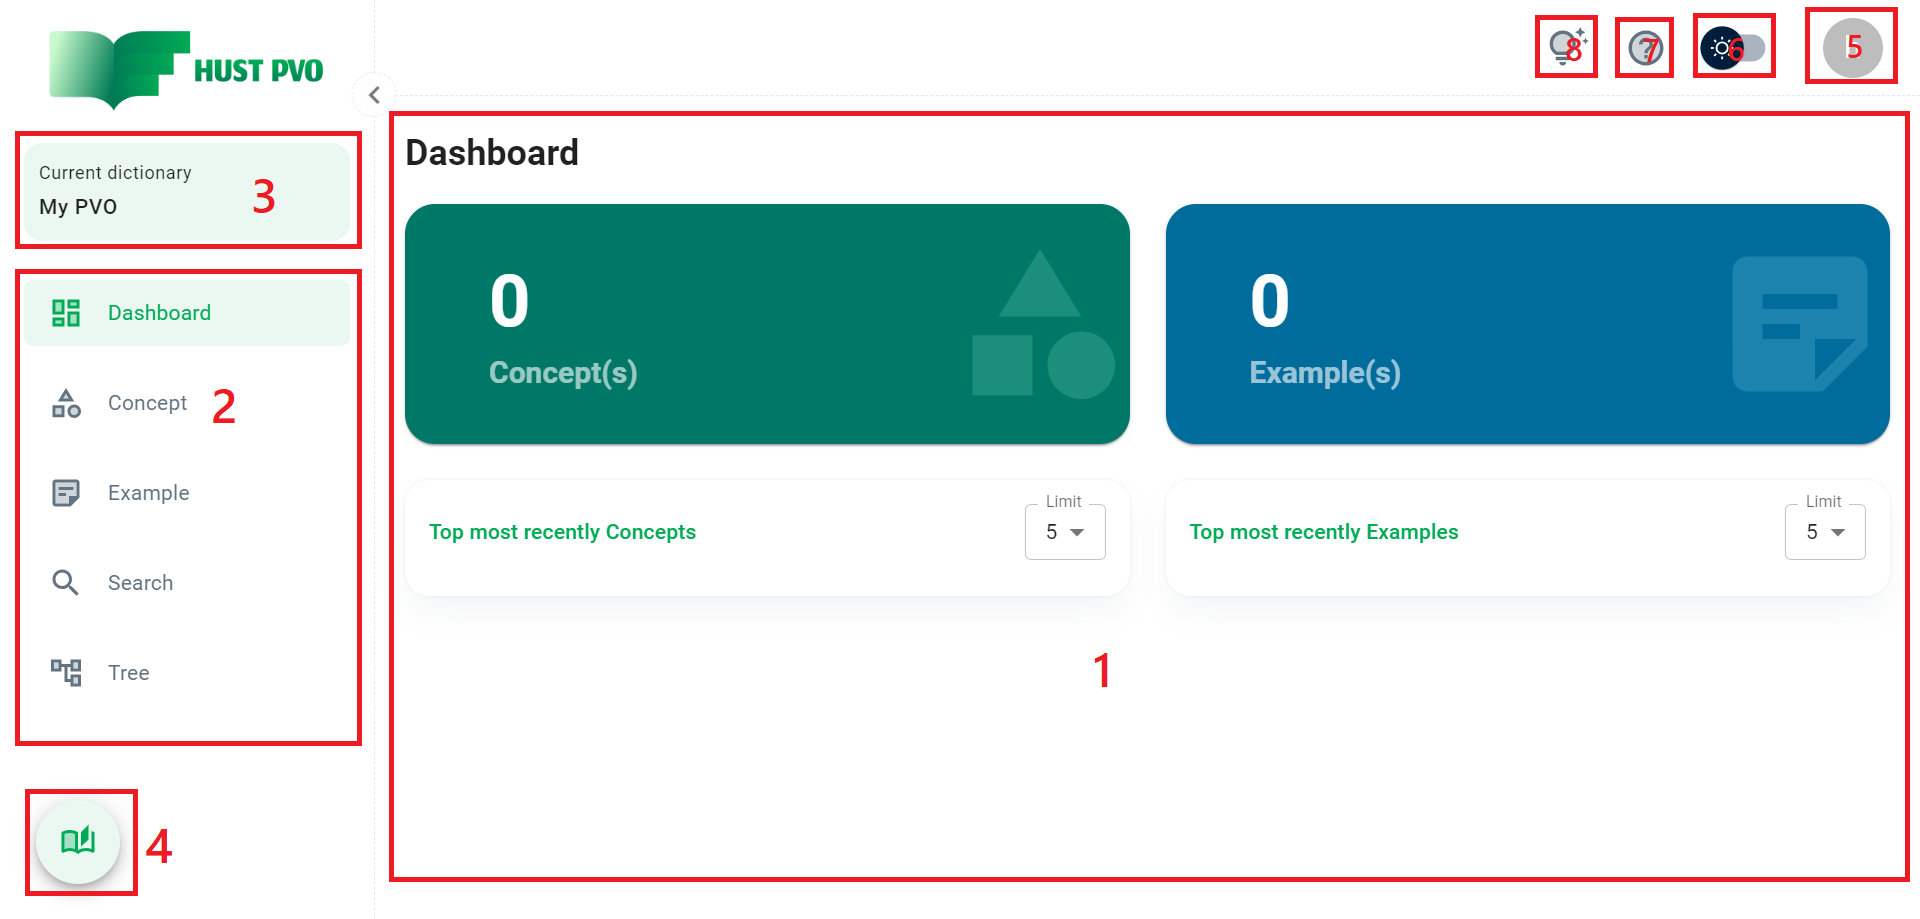 HUST PVO
8
7
6
5
Current dictionary
My PVO
3
Dashboard
Concept
2
Example
Search
Tree
4
Dashboard
0
Concept(s)
0
Example(s)
Top most recently Concepts
Limit
5
Top most recently Examples
Limit
5
1